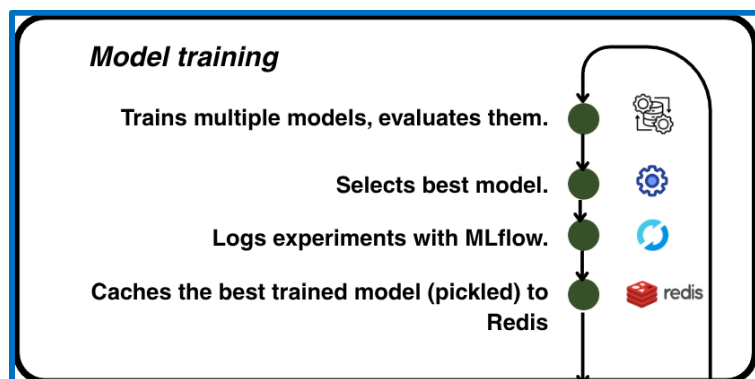 Model training
Trains multiple models, evaluates them.
Selects best model.
Logs experiments with MLflow.
Caches the best trained model (pickled) to
Redis
redis